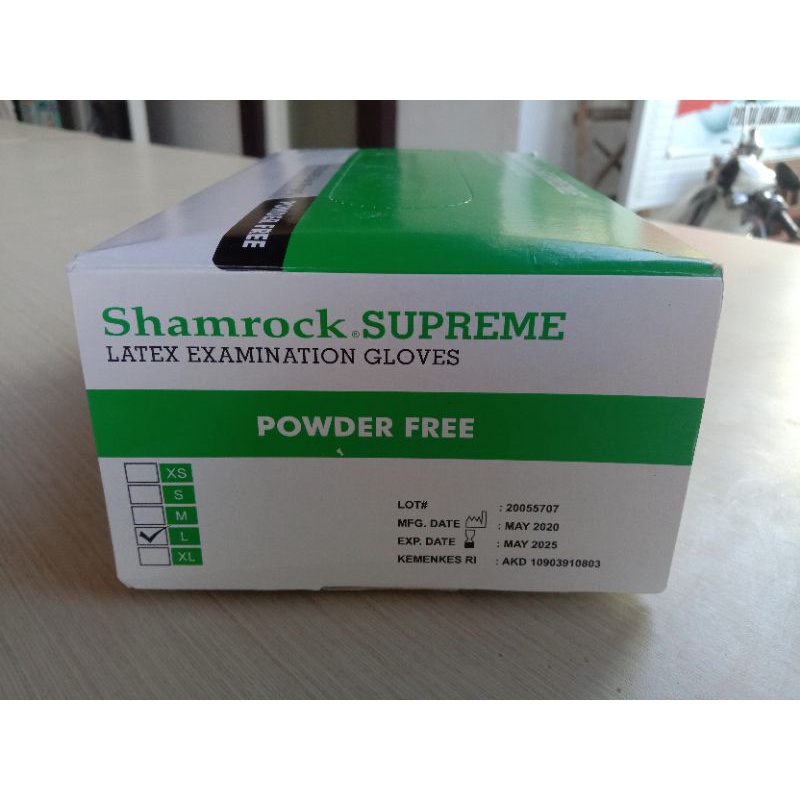 POWDER FREE
Shamrock® SUPREME
LATEX EXAMINATION GLOVES
POWDER FREE
XS
S
M
L
XL
LOT# : 20055707
MFG. DATE : MAY 2020
EXP. DATE : MAY 2025
KEMENKES RI : AKD 10903910803